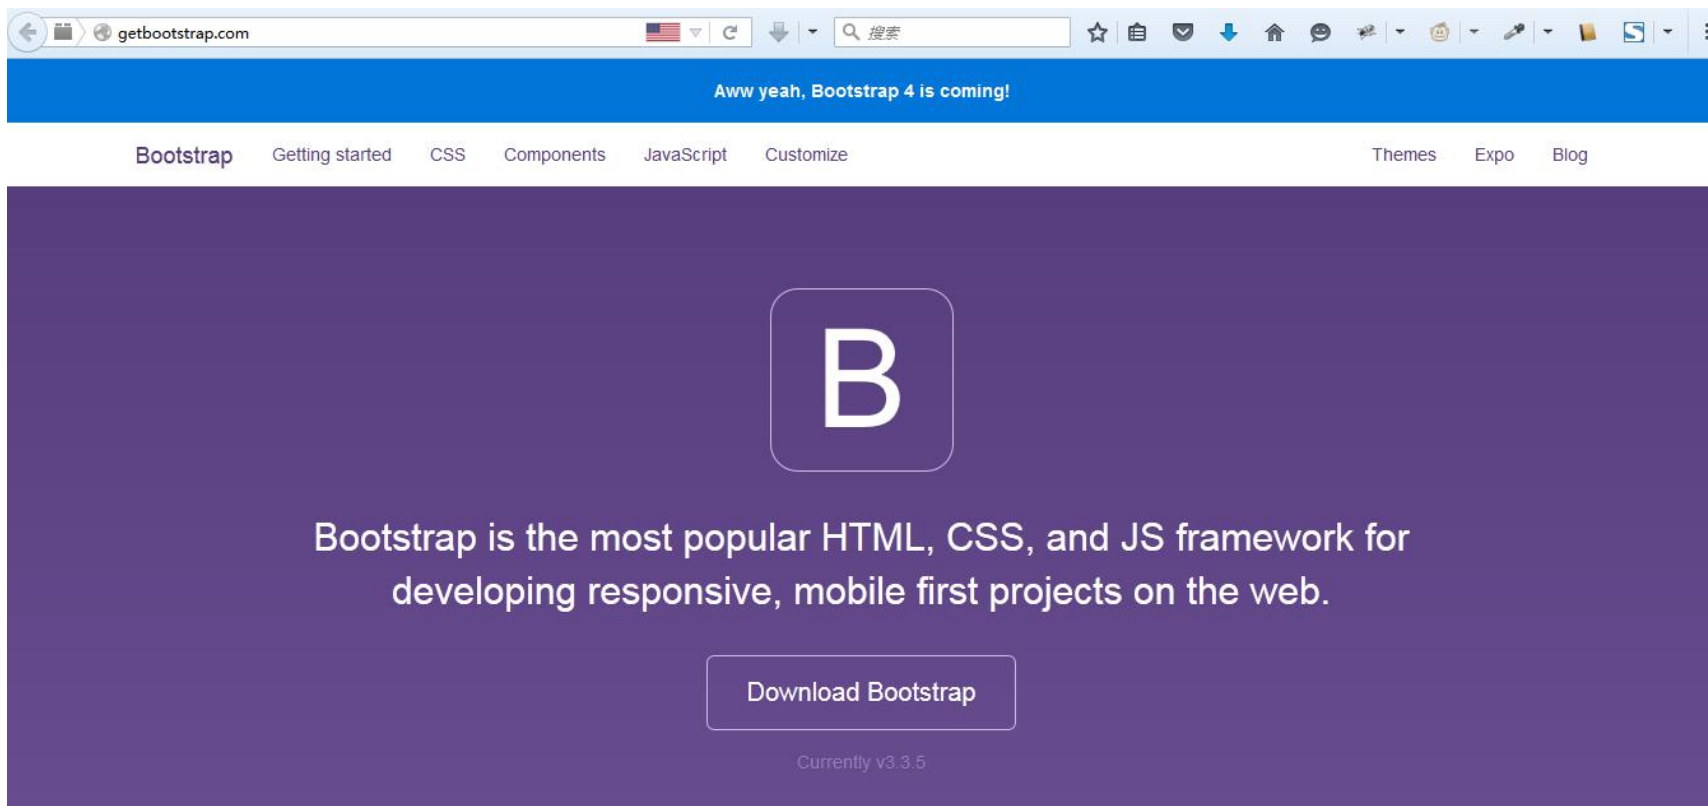 getbootstrap.com 搜索
Aww yeah, Bootstrap 4 is coming!
Bootstrap Getting started CSS Components JavaScript Customize Themes Expo Blog
B
Bootstrap is the most popular HTML, CSS, and JS framework for
developing responsive, mobile first projects on the web.
Download Bootstrap
Currently v3.3.5